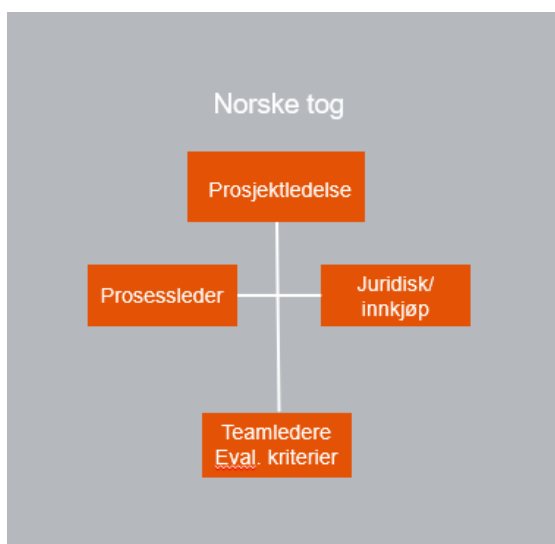 Norske tog
Prosjektledelse
Prosessleder
Juridisk/
innkjøp
Teamledere
Eval. kriterier